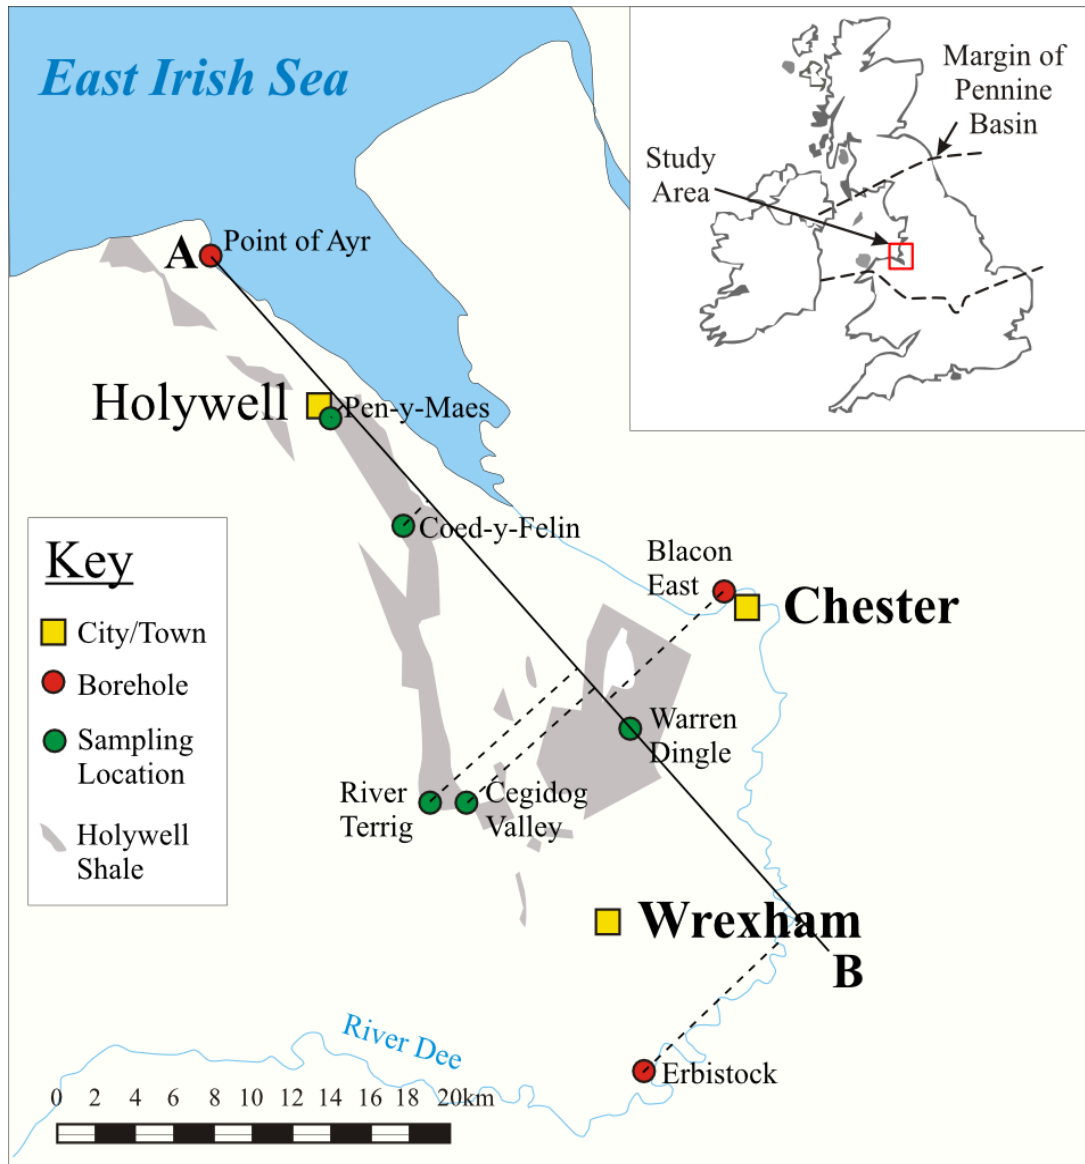 East Irish Sea
Margin of
Pennine
Basin
Study
Area
A
Point of Ayr
Holywell
Pen-y-Maes
Coed-y-Felin
Blacon
East
Chester
Warren
Dingle
River
Terrig
Cegidog
Valley
Wrexham
B
River Dee
Erbistock
Key
City/Town
Borehole
Sampling
Location
Holywell
Shale
0 2 4 6 8 10 12 14 16 18 20km